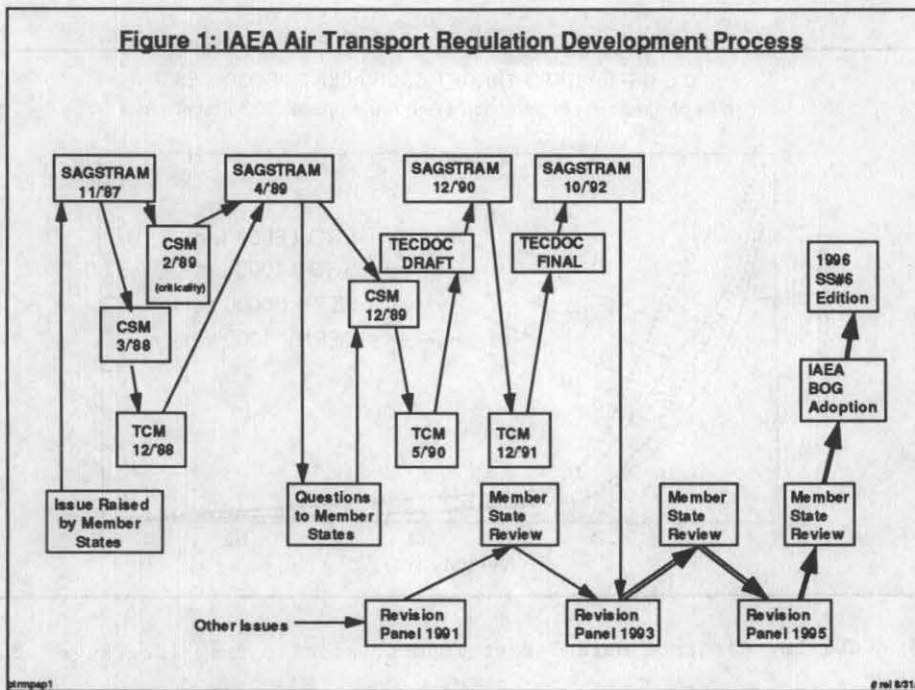 Figure 1: IAEA Air Transport Regulation Development Process
SAGSTRAM
11/'87
SAGSTRAM
4/'89
SAGSTRAM
12/'90
SAGSTRAM
10/'92
CSM
2/'89
(criticality)
TECDOC
DRAFT
TECDOC
FINAL
1996
SS#6
Edition
CSM
3/'88
CSM
12/'89
IAEA
BOG
Adoption
TCM
12/'88
TCM
5/'90
TCM
12/'91
Issue Raised
by Member
States
Questions
to Member
States
Member
State
Review
Member
State
Review
Member
State
Review
Other Issues
Revision
Panel 1991
Revision
Panel 1993
Revision
Panel 1995